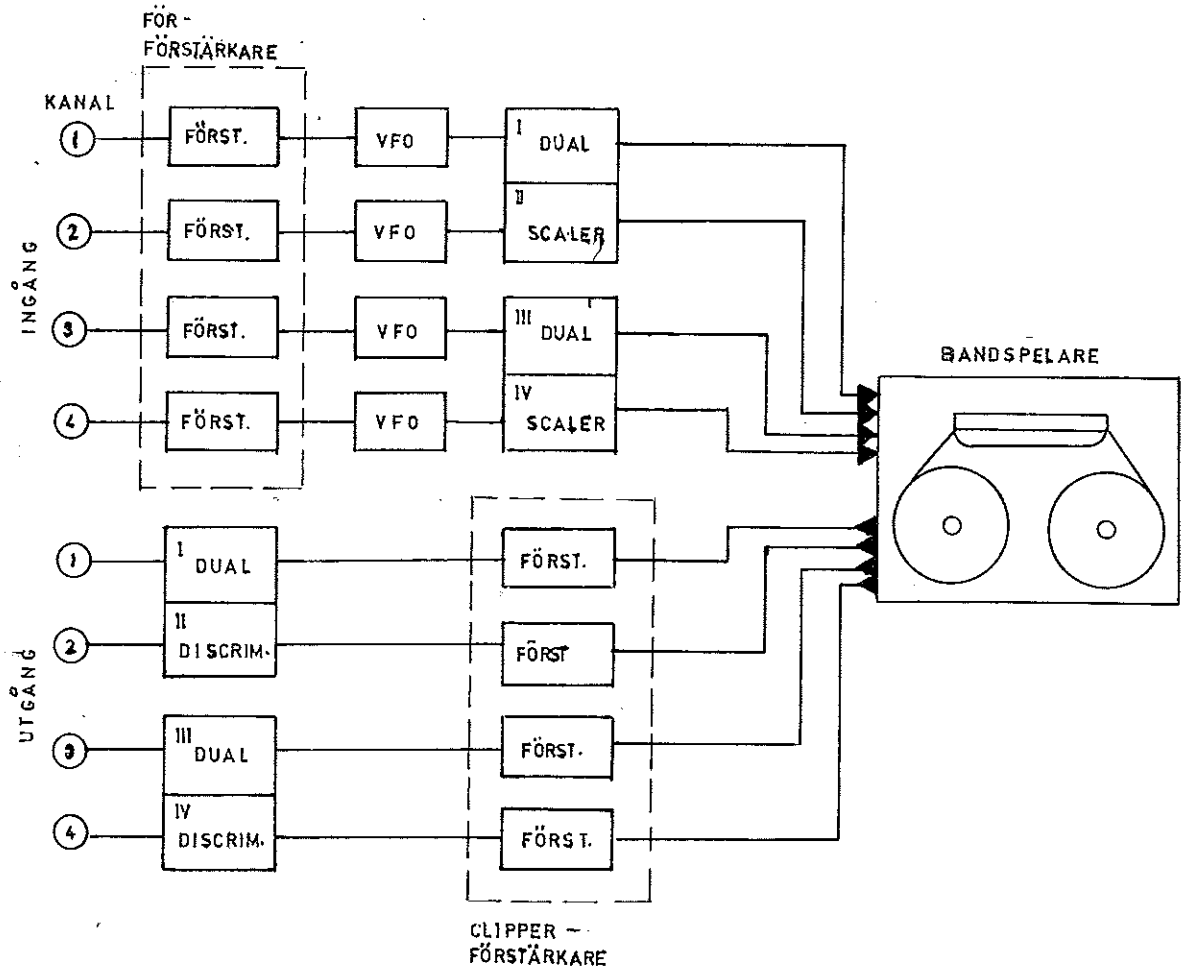 FÖR-
FÖRSTÄRKARE
KANAL
1 FÖRST. VFO I DUAL
2 FÖRST. VFO II SCALER
INGÅNG
3 FÖRST. VFO III DUAL
4 FÖRST. VFO IV SCALER
BANDSPELARE
1 I DUAL FÖRST.
2 II DISCRIM. FÖRST
UTGÅNG
3 III DUAL FÖRST.
4 IV DISCRIM. FÖRST.
CLIPPER-
FÖRSTÄRKARE